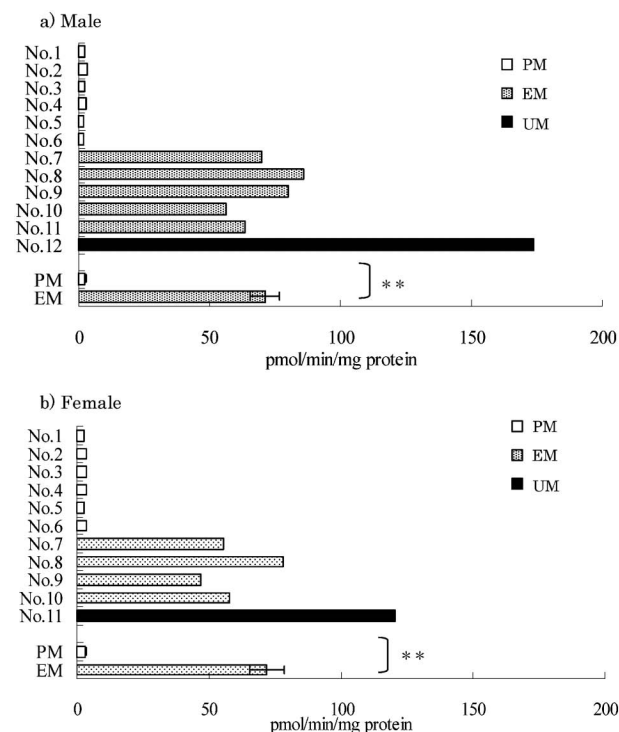 a) Male
No.1
No.2
No.3
No.4
No.5
No.6
No.7
No.8
No.9
No.10
No.11
No.12
PM
EM
PM
EM
UM
**
0 50 100 150 200
pmol/min/mg protein
b) Female
No.1
No.2
No.3
No.4
No.5
No.6
No.7
No.8
No.9
No.10
No.11
PM
EM
PM
EM
UM
**
0 50 100 150 200
pmol/min/mg protein